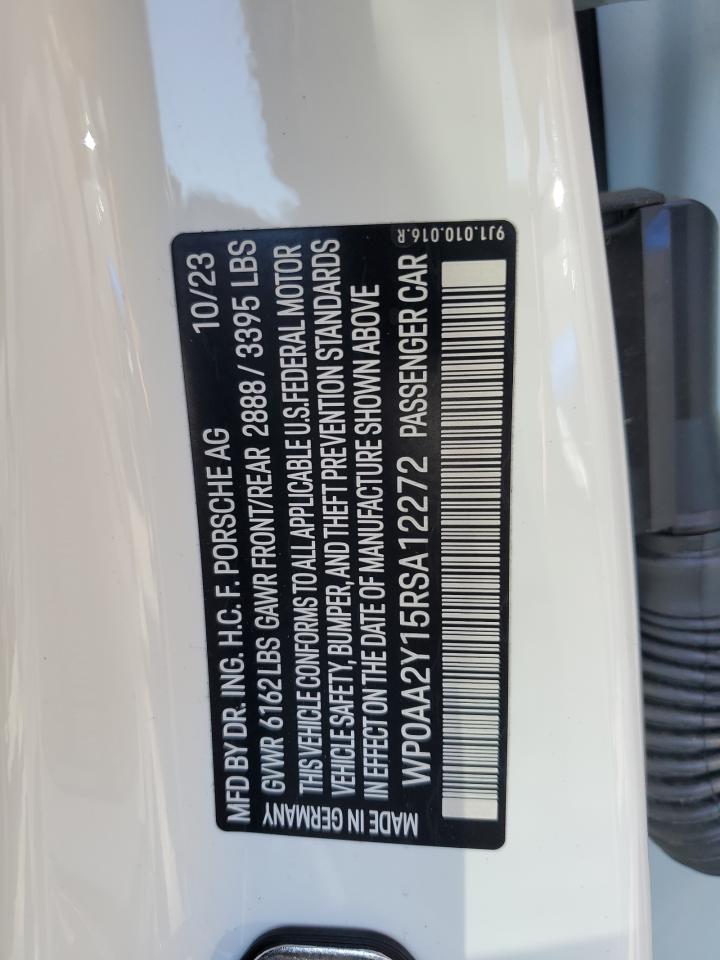 MFD BY DR. ING. H.C. F. PORSCHE AG 10/23
GVWR 6162 LBS GAWR FRONT/REAR 2888 / 3395 LBS
THIS VEHICLE CONFORMS TO ALL APPLICABLE U.S. FEDERAL MOTOR
VEHICLE SAFETY, BUMPER, AND THEFT PREVENTION STANDARDS
IN EFFECT ON THE DATE OF MANUFACTURE SHOWN ABOVE
MADE IN GERMANY WP0AA2Y15RSA12272 PASSENGER CAR
9J1.010.016.R